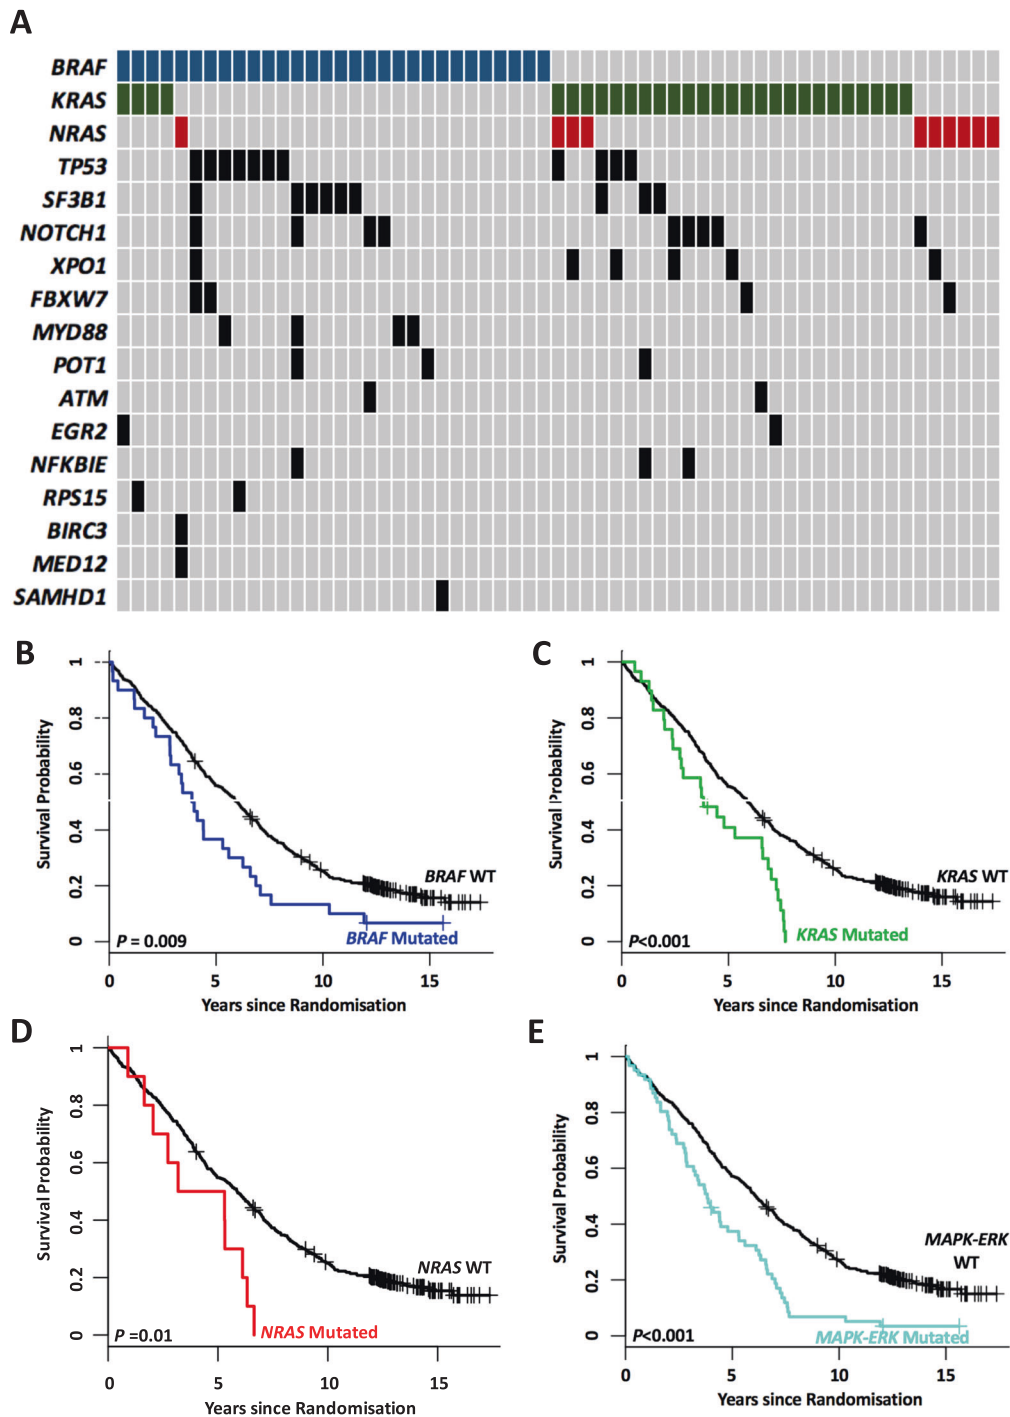 A
BRAF
KRAS
NRAS
TP53
SF3B1
NOTCH1
XPO1
FBXW7
MYD88
POT1
ATM
EGR2
NFKBIE
RPS15
BIRC3
MED12
SAMHD1
B
Survival Probability
1
0.8
0.6
0.4
0.2
0
BRAF WT
BRAF Mutated
P = 0.009
0 5 10 15
Years since Randomisation
C
Survival Probability
1
0.8
0.6
0.4
0.2
0
KRAS WT
KRAS Mutated
P<0.001
0 5 10 15
Years since Randomisation
D
Survival Probability
1
0.8
0.6
0.4
0.2
0
NRAS WT
NRAS Mutated
P =0.01
0 5 10 15
Years since Randomisation
E
Survival Probability
1
0.8
0.6
0.4
0.2
0
MAPK-ERK
WT
MAPK-ERK Mutated
P<0.001
0 5 10 15
Years since Randomisation